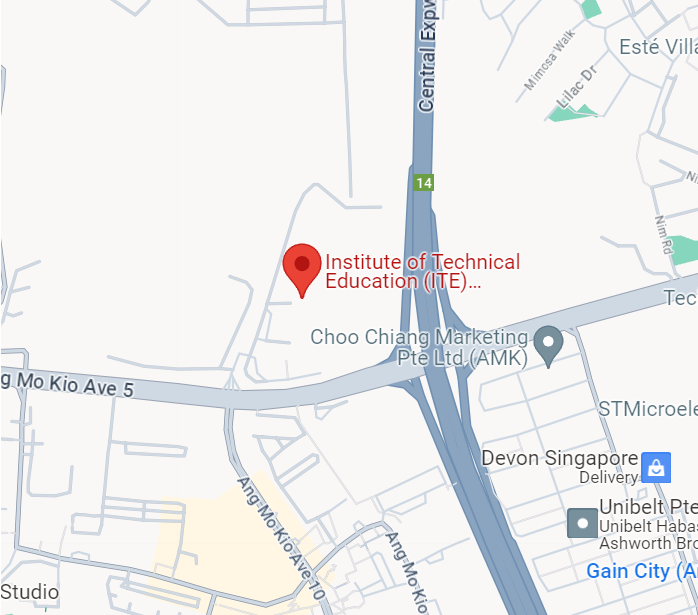 Central Expw
Mimosa Walk
Lilac Dr
Esté Villa
14
Nim Rd
Nim
Institute of Technical
Education (ITE)...
Tec
Choo Chiang Marketing
Pte Ltd (AMK)
g Mo Kio Ave 5
STMicroele
Devon Singapore
Delivery
Ang Mo Kio Ave 10
Unibelt Pte
Unibelt Habas
Ashworth Bro
Ang Mo Kio
Gain City (A
Studio